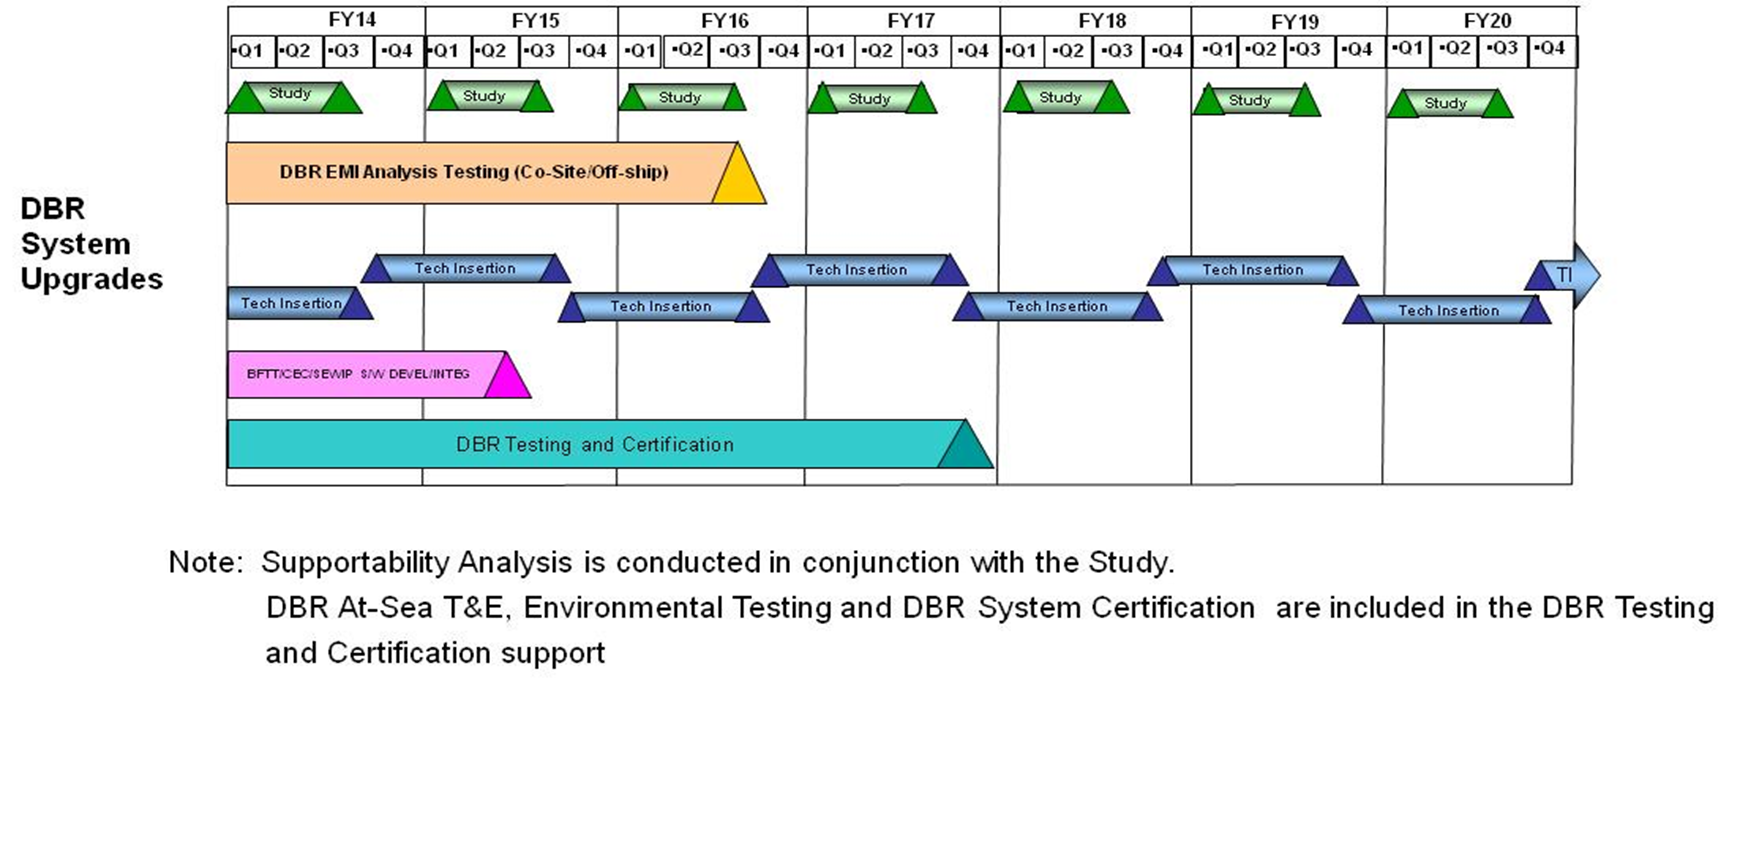 FY14 FY15 FY16 FY17 FY18 FY19 FY20
▪Q1 ▪Q2 ▪Q3 ▪Q4 ▪Q1 ▪Q2 ▪Q3 ▪Q4 ▪Q1 ▪Q2 ▪Q3 ▪Q4 ▪Q1 ▪Q2 ▪Q3 ▪Q4 ▪Q1 ▪Q2 ▪Q3 ▪Q4 ▪Q1 ▪Q2 ▪Q3 ▪Q4 ▪Q1 ▪Q2 ▪Q3 ▪Q4
Study Study Study Study Study Study Study
DBR EMI Analysis Testing (Co-Site/Off-ship)
DBR
System
Upgrades
Tech Insertion Tech Insertion Tech Insertion TI
Tech Insertion Tech Insertion Tech Insertion Tech Insertion
BFTT/CEC/SEWIP S/W DEVEL/INTEG
DBR Testing and Certification
Note: Supportability Analysis is conducted in conjunction with the Study.
DBR At-Sea T&E, Environmental Testing and DBR System Certification are included in the DBR Testing
and Certification support